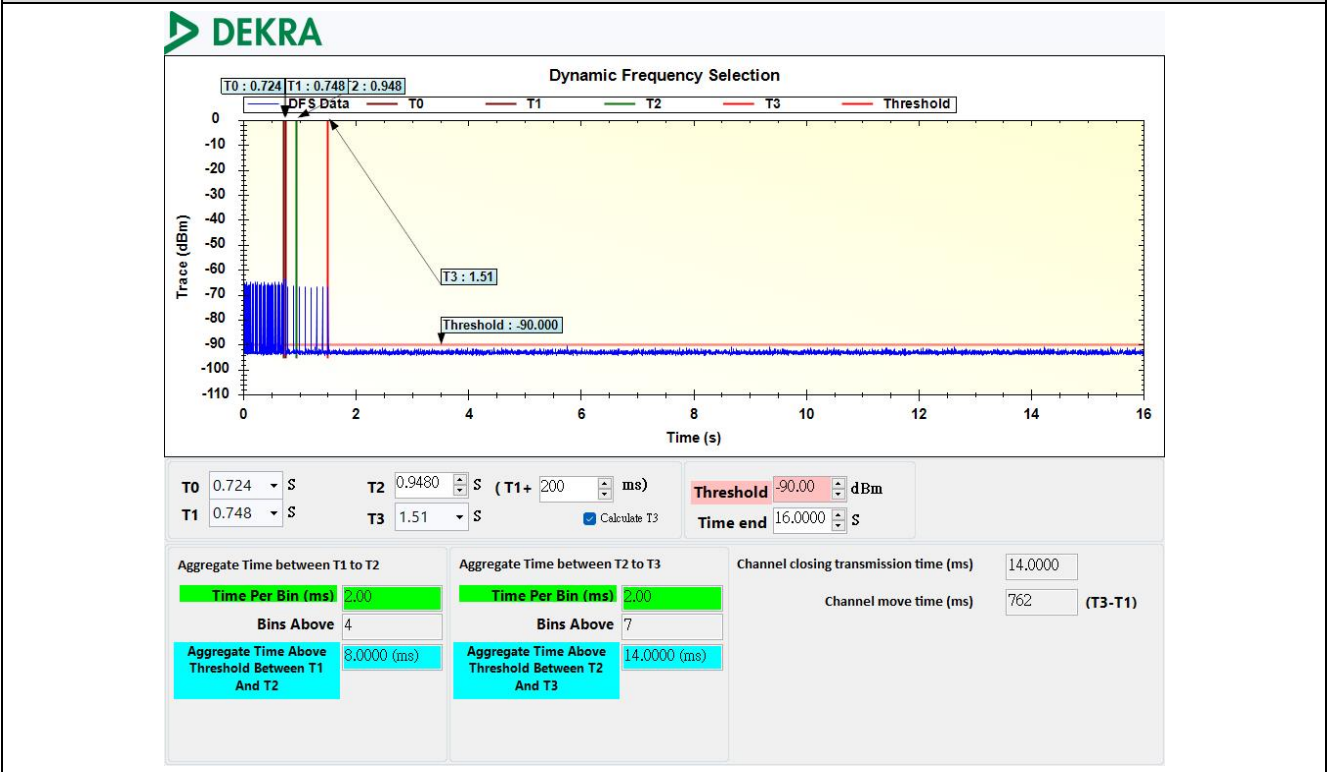 DEKRA
Dynamic Frequency Selection
T0 : 0.724 T1 : 0.748 2 : 0.948
DFS Data T0 T1 T2 T3 Threshold
0
-10
-20
-30
-40
-50
-60
-70
-80
-90
-100
-110
Trace (dBm)
T3 : 1.51
Threshold : -90.000
0 2 4 6 8 10 12 14 16
Time (s)
T0 0.724 S T2 0.9480 S ( T1+ 200 ms) Threshold -90.00 dBm
T1 0.748 S T3 1.51 S Calculate T3 Time end 16.0000 S
Aggregate Time between T1 to T2
Time Per Bin (ms) 2.00
Bins Above 4
Aggregate Time Above
Threshold Between T1
And T2
8.0000 (ms)
Aggregate Time between T2 to T3
Time Per Bin (ms) 2.00
Bins Above 7
Aggregate Time Above
Threshold Between T2
And T3
14.0000 (ms)
Channel closing transmission time (ms) 14.0000
Channel move time (ms) 762 (T3-T1)